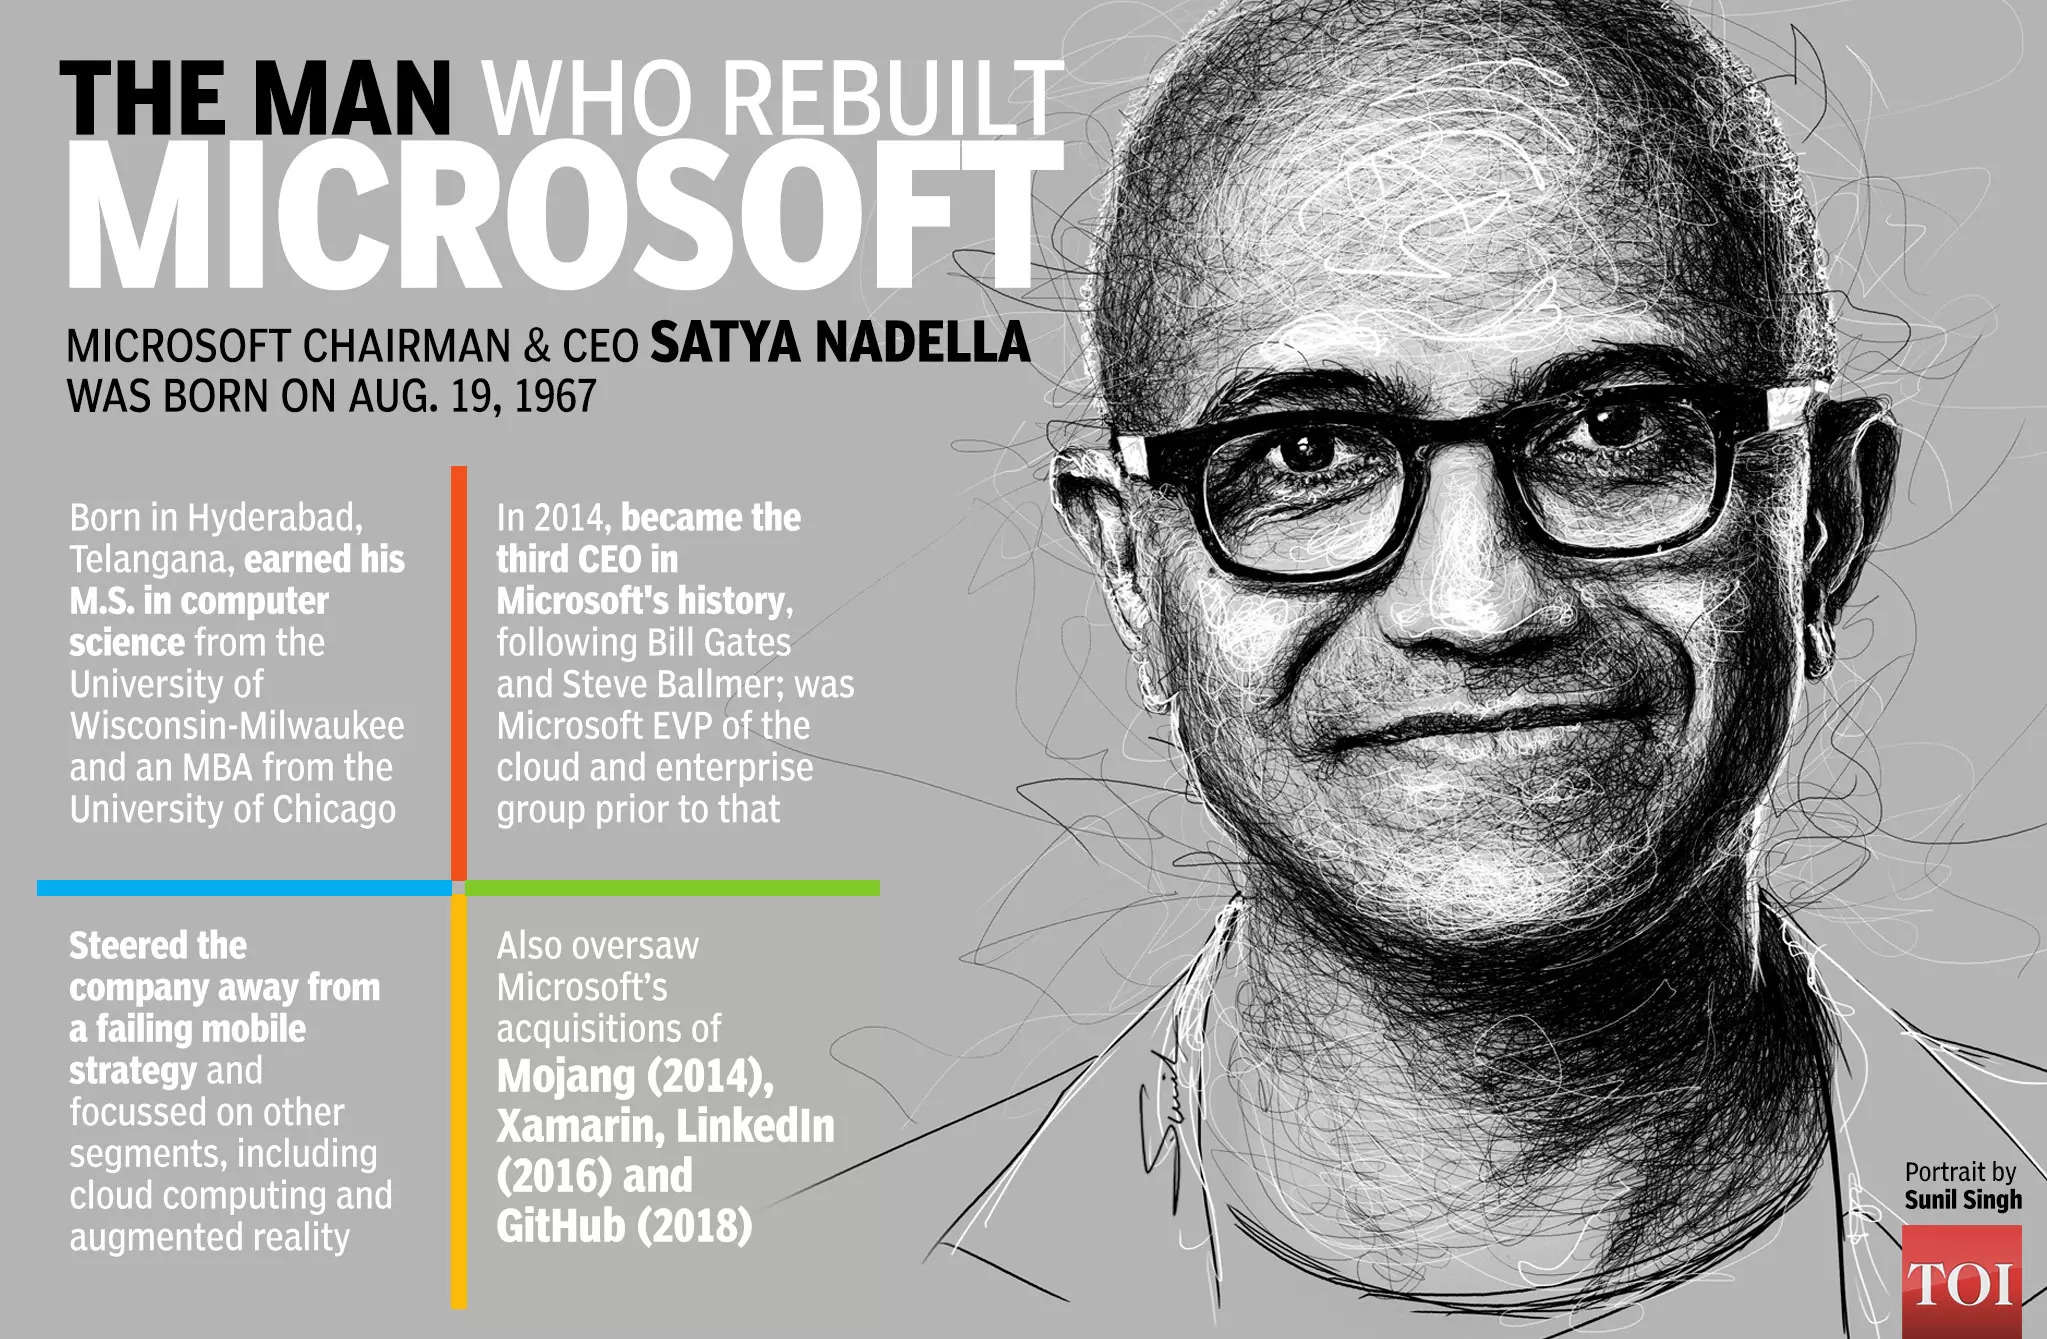 THE MAN WHO REBUILT
MICROSOFT
MICROSOFT CHAIRMAN & CEO SATYA NADELLA
WAS BORN ON AUG. 19, 1967
Born in Hyderabad,
Telangana, earned his
M.S. in computer
science from the
University of
Wisconsin-Milwaukee
and an MBA from the
University of Chicago
In 2014, became the
third CEO in
Microsoft's history,
following Bill Gates
and Steve Ballmer; was
Microsoft EVP of the
cloud and enterprise
group prior to that
Steered the
company away from
a failing mobile
strategy and
focussed on other
segments, including
cloud computing and
augmented reality
Also oversaw
Microsoft’s
acquisitions of
Mojang (2014),
Xamarin, LinkedIn
(2016) and
GitHub (2018)
Sunil
Portrait by
Sunil Singh
TOI